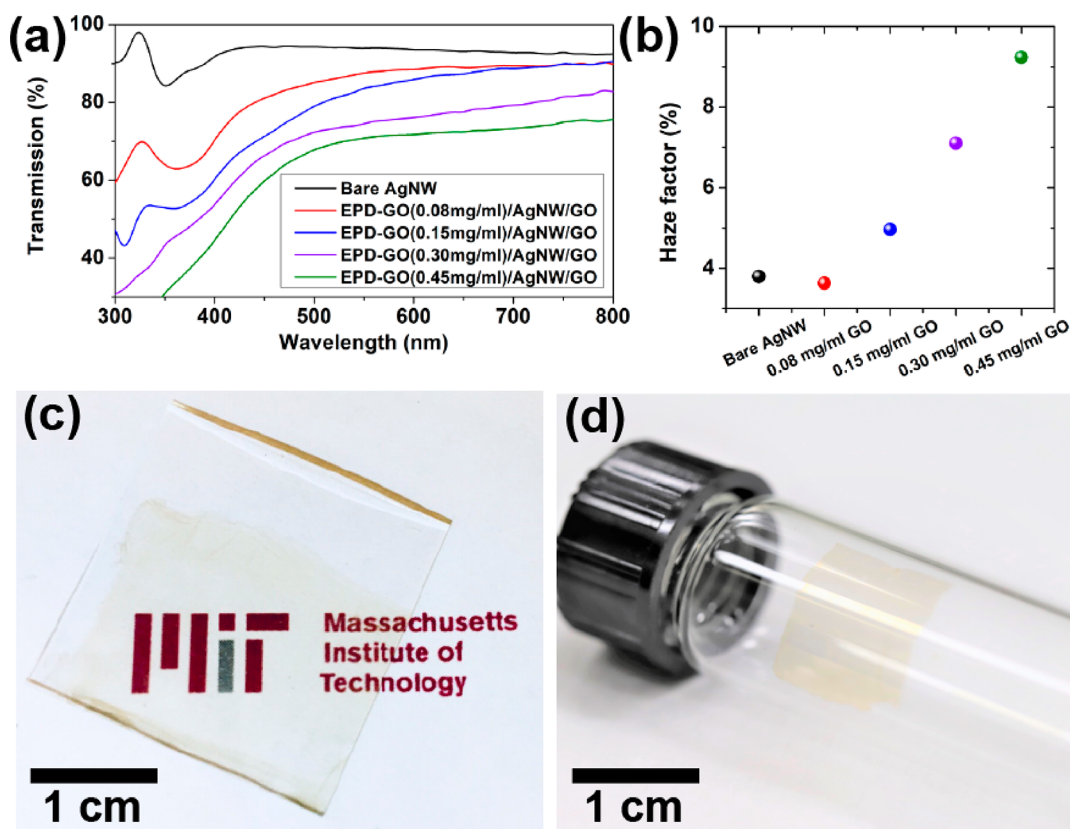 (a)
100
80
60
40
Transmission (%)
Bare AgNW
EPD-GO(0.08mg/ml)/AgNW/GO
EPD-GO(0.15mg/ml)/AgNW/GO
EPD-GO(0.30mg/ml)/AgNW/GO
EPD-GO(0.45mg/ml)/AgNW/GO
300 400 500 600 700 800
Wavelength (nm)
(b)
10
8
6
4
Haze factor (%)
Bare AgNW
0.08 mg/ml GO
0.15 mg/ml GO
0.30 mg/ml GO
0.45 mg/ml GO
(c)
MIT
Massachusetts
Institute of
Technology
1 cm
(d)
1 cm